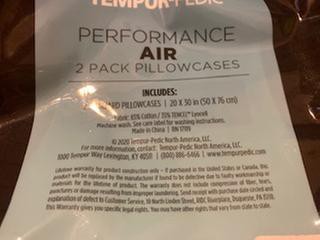 TEMPUR-PEDIC
PERFORMANCE
AIR
2 PACK PILLOWCASES
INCLUDES:
PILLOWCASES | 20 X 30 in (50 X 76 cm)
Fabric: 65% Cotton / 35% TENCEL™ Lyocell
Machine wash. See care label for washing instructions.
Made in China | RN 17199
© 2020 Tempur-Pedic North America, LLC.
For more information, contact: Tempur-Pedic North America, LLC.
1000 Tempur Way Lexington, KY 40511 | (800) 886-6466 | www.tempurpedic.com
Lifetime warranty for product construction only – if purchased in the United States or Canada, this
product will be replaced by the manufacturer if found to be defective due to faulty workmanship or
materials for the lifetime of the product. The warranty does not include compression of fiber, tears,
punctures or damage resulting from improper laundering. Send receipt with purchase date circled and
explanation of defect to Customer Service, 10 North Linden Street, Duquesne, PA
This Warranty gives you specific legal rights. You may have other rights that vary from state to state.